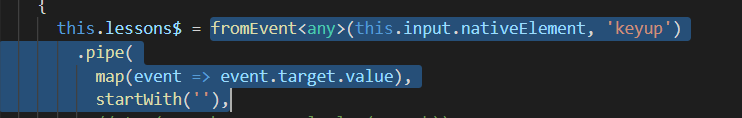 {
this.lessons$ = fromEvent<any>(this.input.nativeElement, 'keyup')
.pipe(
map(event => event.target.value),
startWith(''),